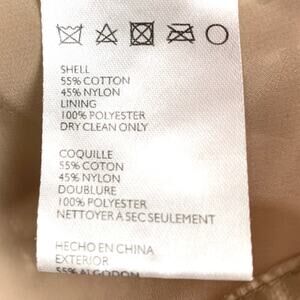 SHELL
55% COTTON
45% NYLON
LINING
100% POLYESTER
DRY CLEAN ONLY
COQUILLE
55% COTON
45% NYLON
DOUBLURE
100% POLYESTER
NETTOYER À SEC SEULEMENT
HECHO EN CHINA
EXTERIOR
55% ALGODON